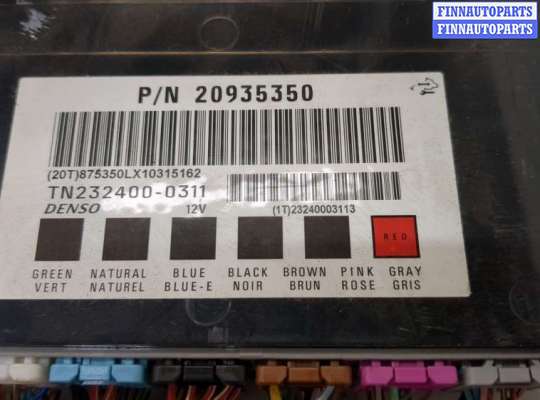 FINNAUTOPARTS
FINNAUTOPARTS
P/N 20935350
(20T)875350LX10315162
TN232400-0311
DENSO 12V (1T)23240003113
RED
GREEN NATURAL BLUE BLACK BROWN PINK GRAY
VERT NATUREL BLUE-E NOIR BRUN ROSE GRIS